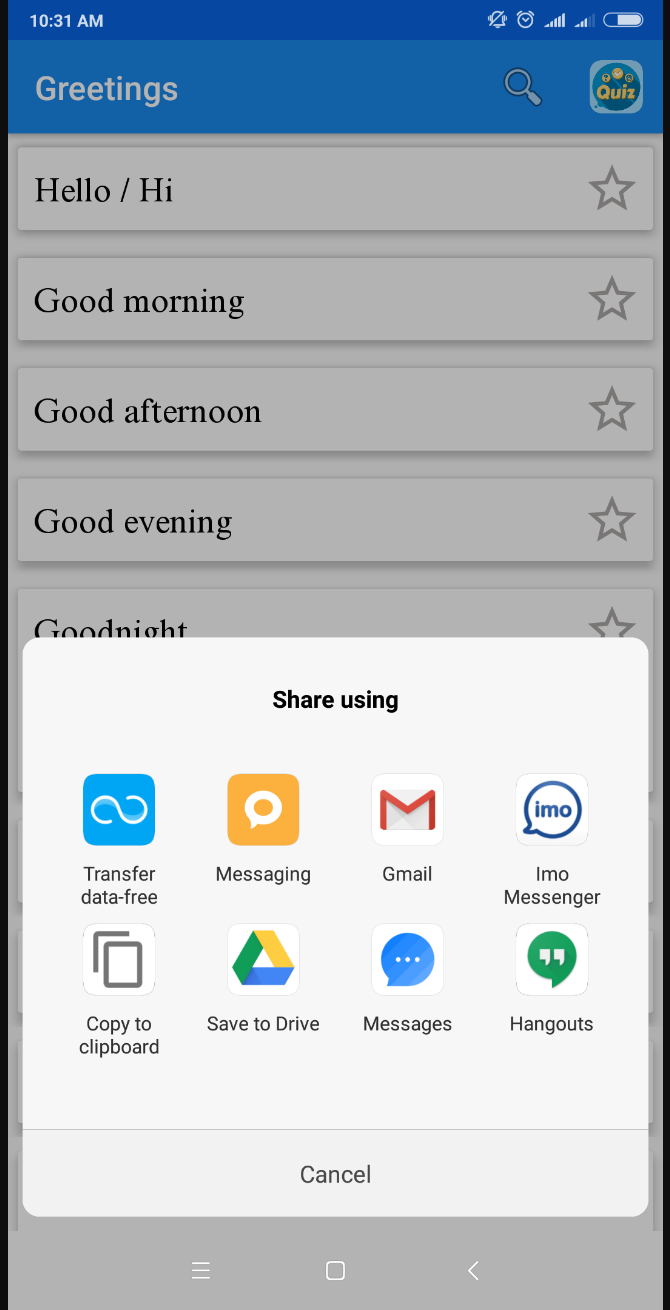 10:31 AM
Greetings
Quiz
Hello / Hi
Good morning
Good afternoon
Good evening
Goodnight
Share using
Transfer
data-free
Messaging
Gmail
imo
Imo
Messenger
Copy to
clipboard
Save to Drive
Messages
Hangouts
Cancel